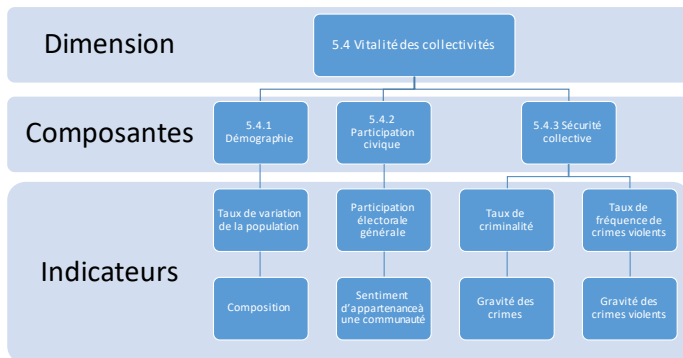 Dimension
5.4 Vitalité des collectivités
Composantes
5.4.1
Démographie
5.4.2
Participation
civique
5.4.3 Sécurité
collective
Indicateurs
Taux de variation
de la population
Participation
électorale
générale
Taux de
criminalité
Taux de
fréquence de
crimes violents
Composition
Sentiment
d'appartenanceà
une communauté
Gravité des
crimes
Gravité des
crimes violents